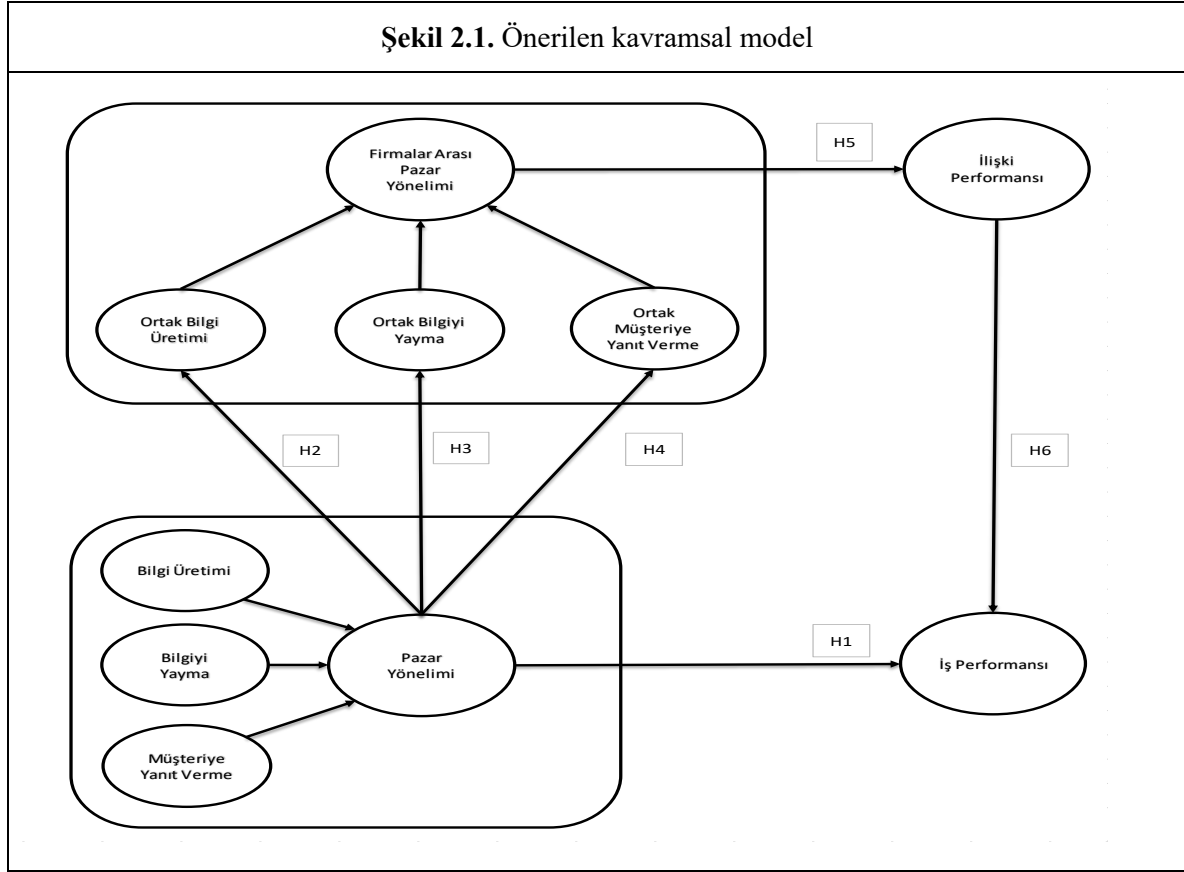 Şekil 2.1. Önerilen kavramsal model
Firmalar Arası
Pazar
Yönelimi
H5
İlişki
Performansı
Ortak Bilgi
Üretimi
Ortak Bilgiyi
Yayma
Ortak
Müşteriye
Yanıt Verme
H2
H3
H4
H6
Bilgi Üretimi
Bilgiyi
Yayma
Müşteriye
Yanıt Verme
Pazar
Yönelimi
H1
İş Performansı